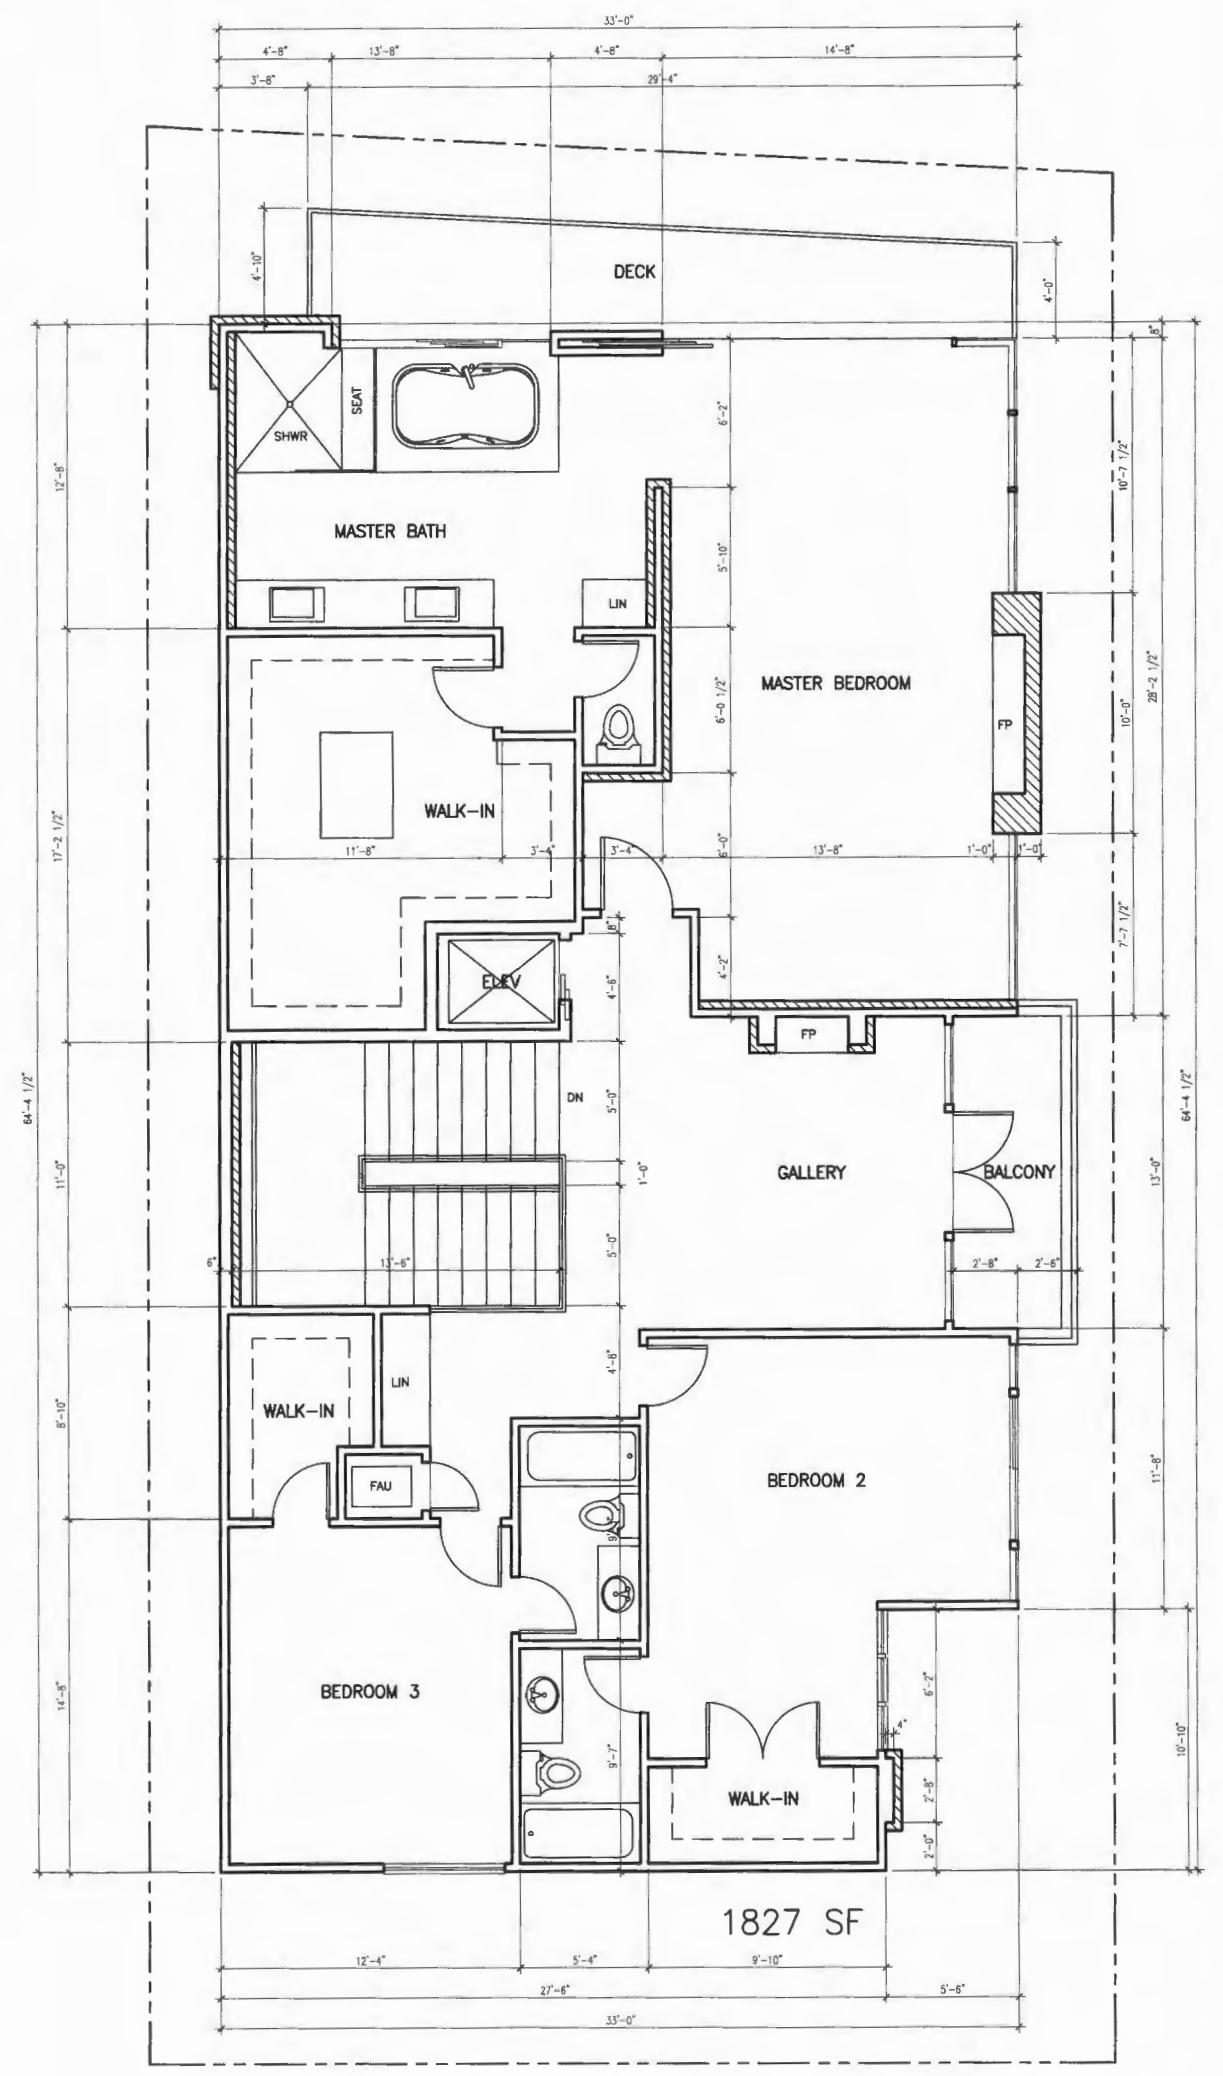 33'-0"
4'-8" 13'-8" 4'-8" 14'-8"
3'-8" 29'-4"
4'-10"
DECK
4'-0"
8"
SEAT
SHWR
6'-2"
10'-7 1/2"
12'-8"
MASTER BATH
5'-10"
LIN
MASTER BEDROOM
6'-0 1/2"
28'-2 1/2"
10'-0"
FP
WALK-IN
17'-2 1/2"
11'-8" 3'-4" 3'-4" 6'-0" 13'-8" 1'-0" 1'-0"
8"
7'-7 1/2"
4'-2"
ELEV
4'-6"
FP
64'-4 1/2"
64'-4 1/2"
DN
5'-0"
11'-0"
1'-0"
GALLERY
BALCONY
13'-0"
5'-0"
6" 13'-6" 2'-8" 2'-6"
4'-8"
LIN
8'-10"
WALK-IN
BEDROOM 2
11'-8"
FAU
BEDROOM 3
14'-8"
6'-2"
4"
10'-10"
9'-7"
WALK-IN
2'-8"
2'-0"
1827 SF
12'-4" 5'-4" 9'-10"
27'-6" 5'-6"
33'-0"